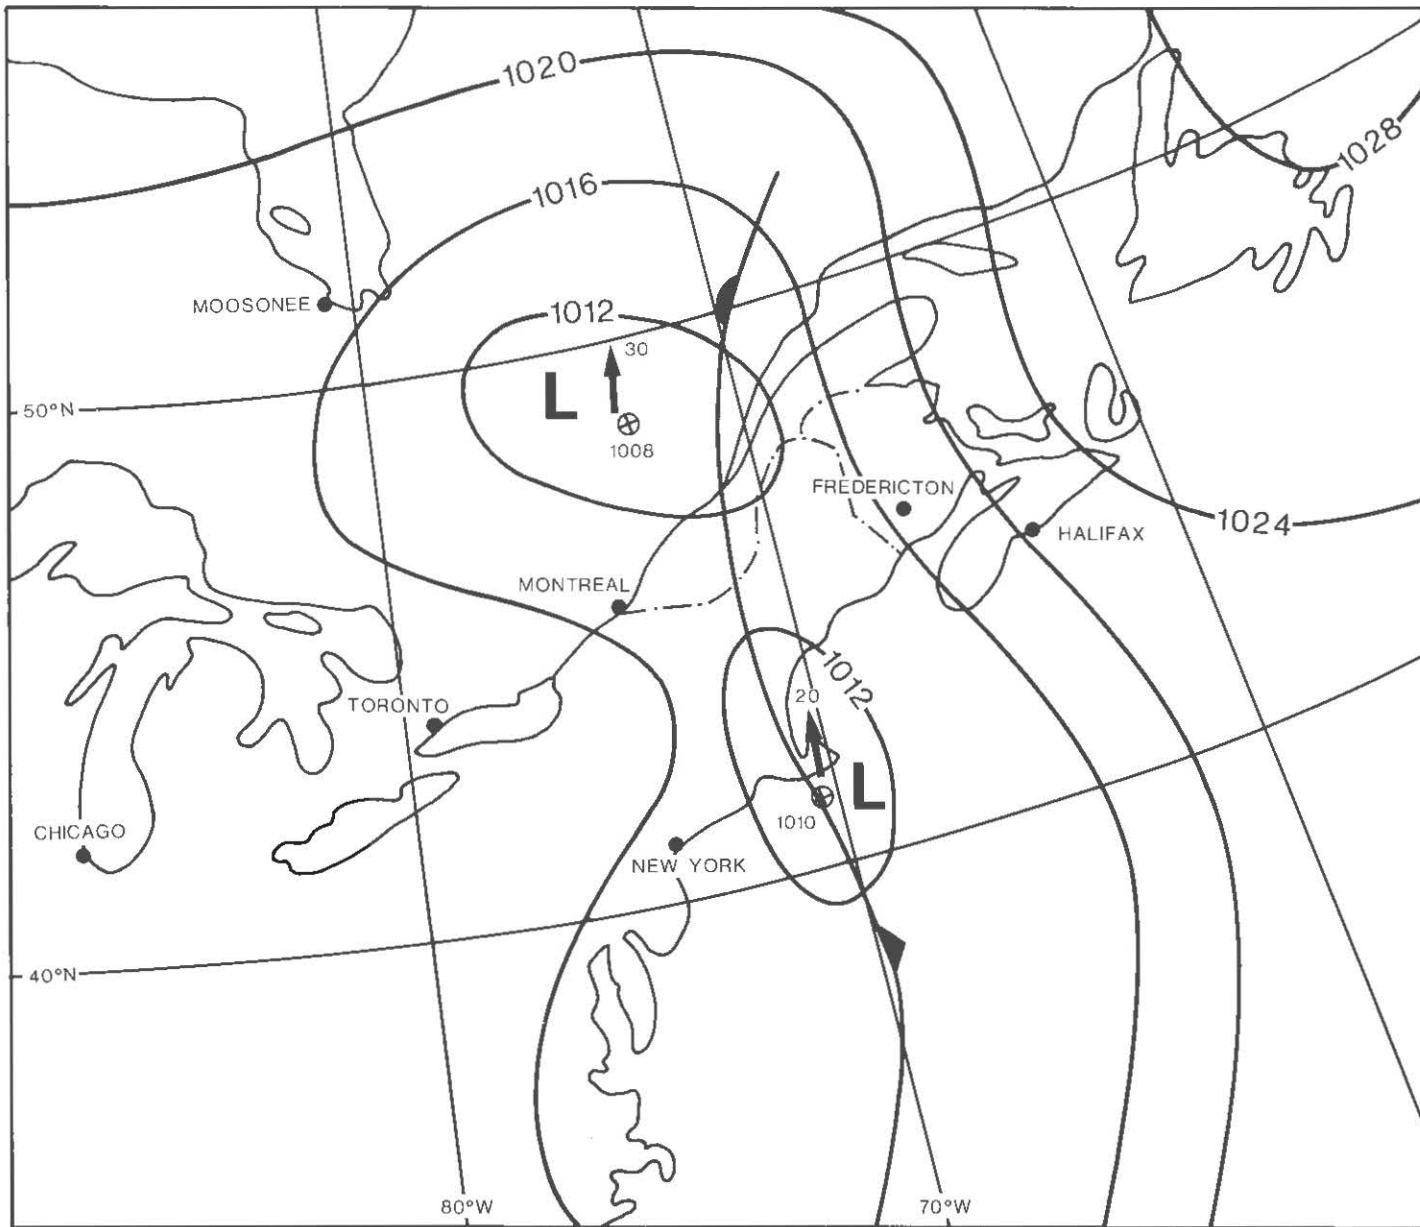 1020
1028
1016
MOOSONEE
1012
30
L
50°N
1008
FREDERICTON
1024
HALIFAX
MONTREAL
1012
20
TORONTO
L
1010
CHICAGO
NEW YORK
40°N
80°W
70°W